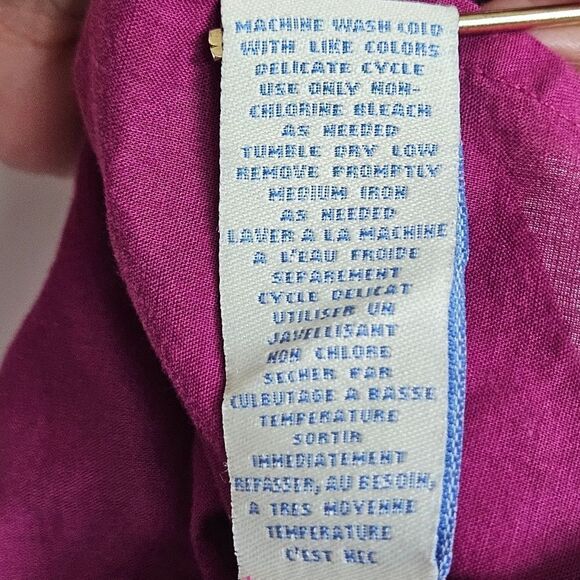 MACHINE WASH COLD
WITH LIKE COLORS
DELICATE CYCLE
USE ONLY NON-
CHLORINE BLEACH
AS NEEDED
TUMBLE DRY LOW
REMOVE PROMPTLY
MEDIUM IRON
AS NEEDED
LAVER A LA MACHINE
A L'EAU FROIDE
SEPAREMENT
CYCLE DELICAT
UTILISER UN
JAVELLISANT
NON CHLORE
SECHER PAR
CULBUTAGE A BASSE
TEMPERATURE
SORTIR
IMMEDIATEMENT
REPASSER, AU BESOIN,
A TRES MOYENNE
TEMPERATURE
C'EST NEC